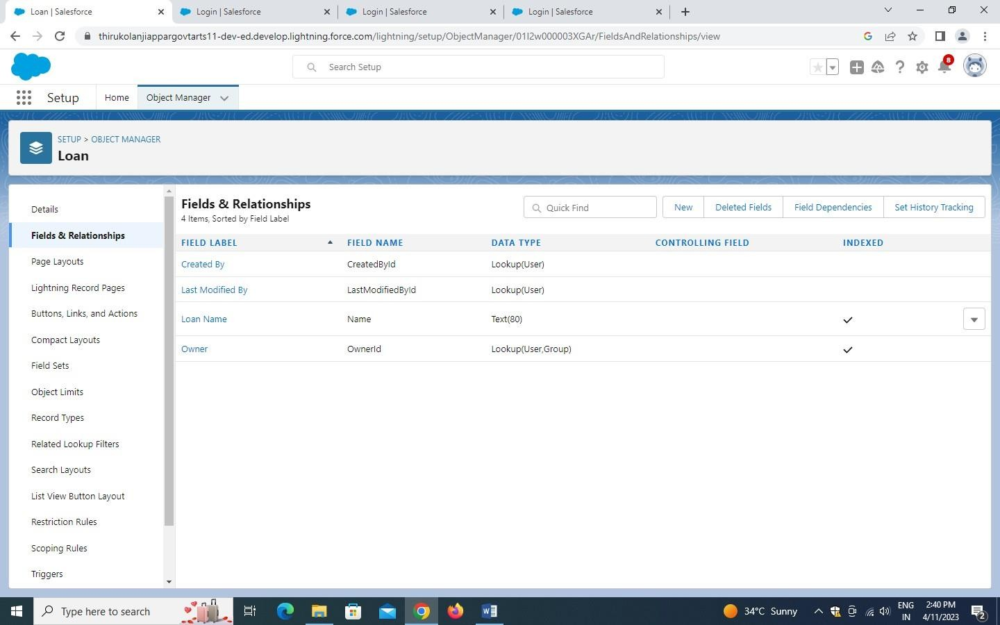 Loan | Salesforce
Login | Salesforce
Login | Salesforce
Login | Salesforce
thirukolanjiappargovtarts11-dev-ed.develop.lightning.force.com/lightning/setup/ObjectManager/01I2w000003XGAr/FieldsAndRelationships/view
Search Setup
8
Setup
Home
Object Manager
SETUP > OBJECT MANAGER
Loan
Details
Fields & Relationships
Page Layouts
Lightning Record Pages
Buttons, Links, and Actions
Compact Layouts
Field Sets
Object Limits
Record Types
Related Lookup Filters
Search Layouts
List View Button Layout
Restriction Rules
Scoping Rules
Triggers
Fields & Relationships
4 Items, Sorted by Field Label
Quick Find
New
Deleted Fields
Field Dependencies
Set History Tracking
FIELD LABEL FIELD NAME DATA TYPE CONTROLLING FIELD INDEXED
Created By CreatedById Lookup(User)
Last Modified By LastModifiedById Lookup(User)
Loan Name Name Text(80)
Owner OwnerId Lookup(User,Group)
Type here to search
34°C Sunny
ENG
IN
2:40 PM
4/11/2023
2